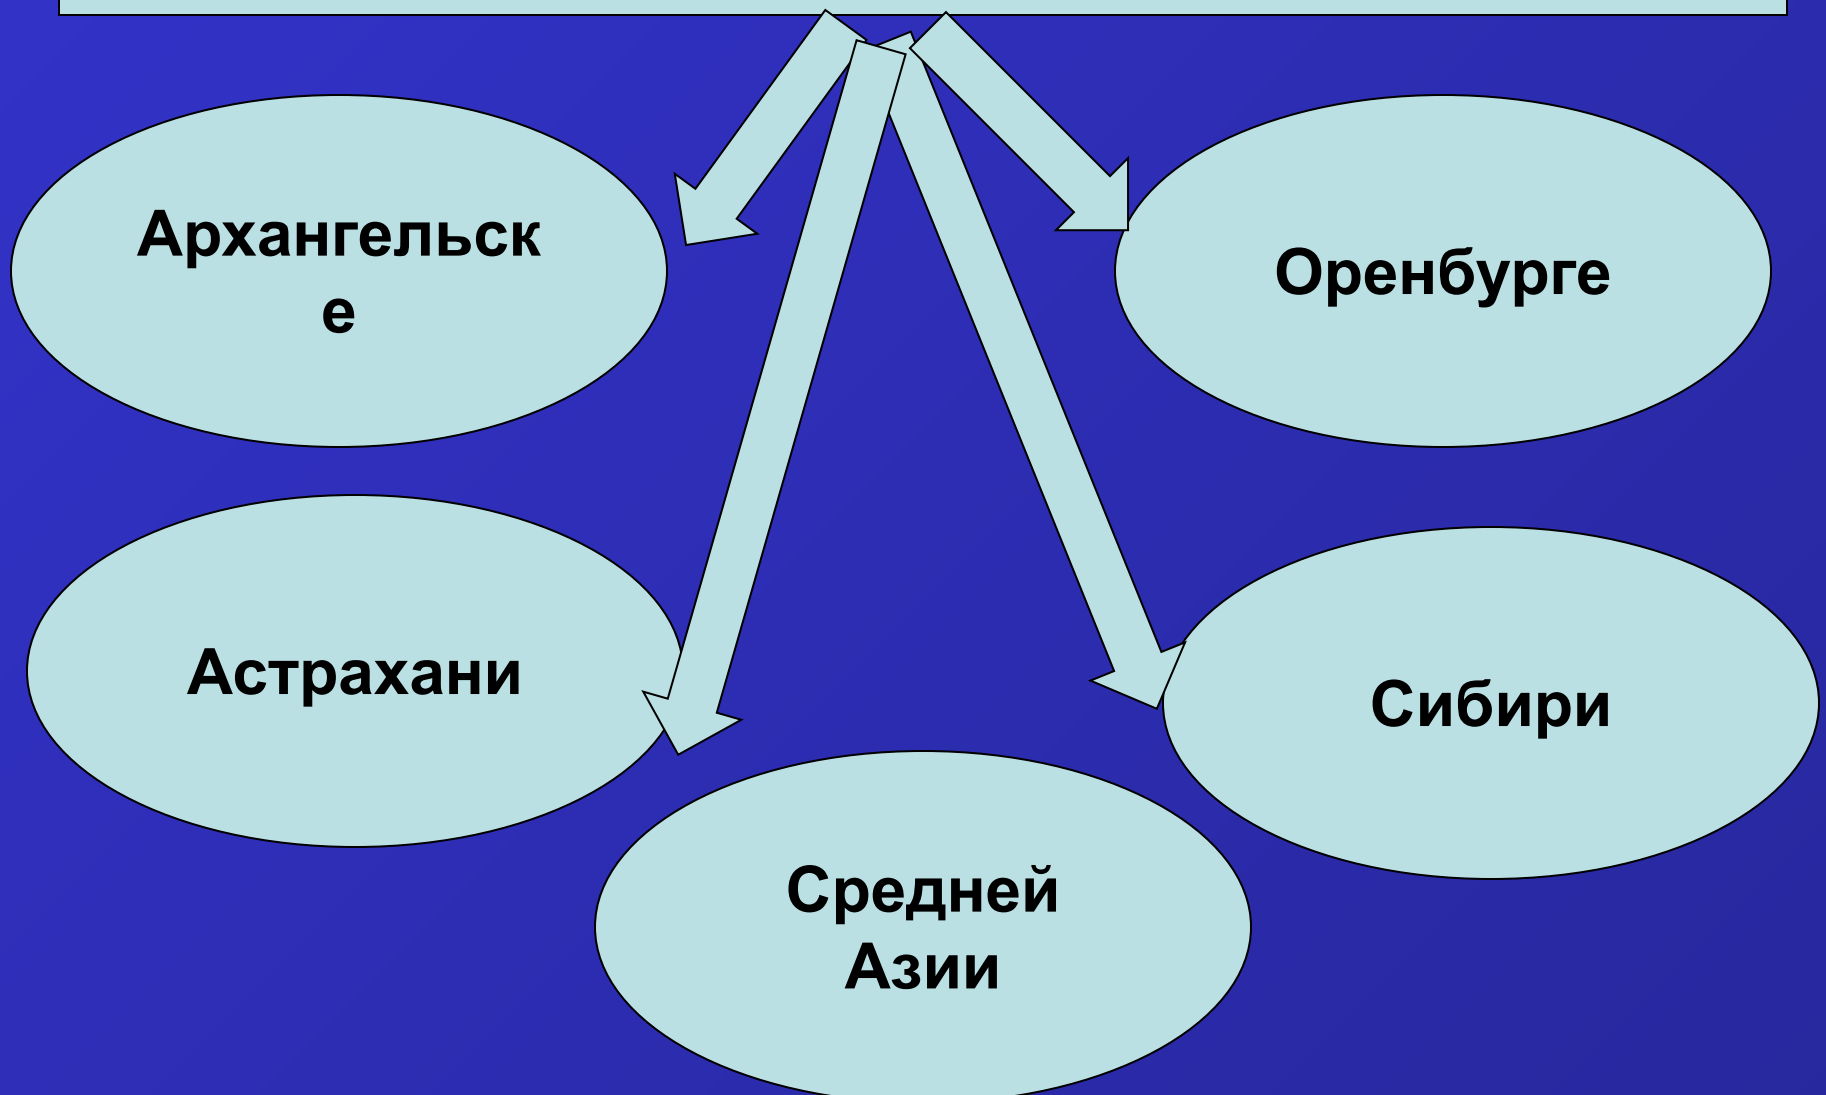 Архангельск
е
Оренбурге
Астрахани
Сибири
Средней
Азии